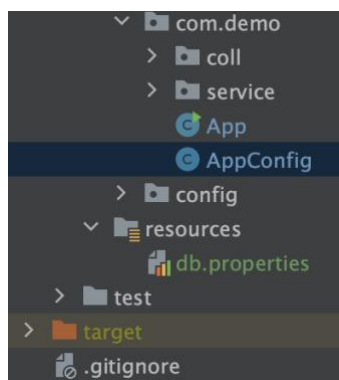 com.demo
coll
service
App
AppConfig
config
resources
db.properties
test
target
.gitignore